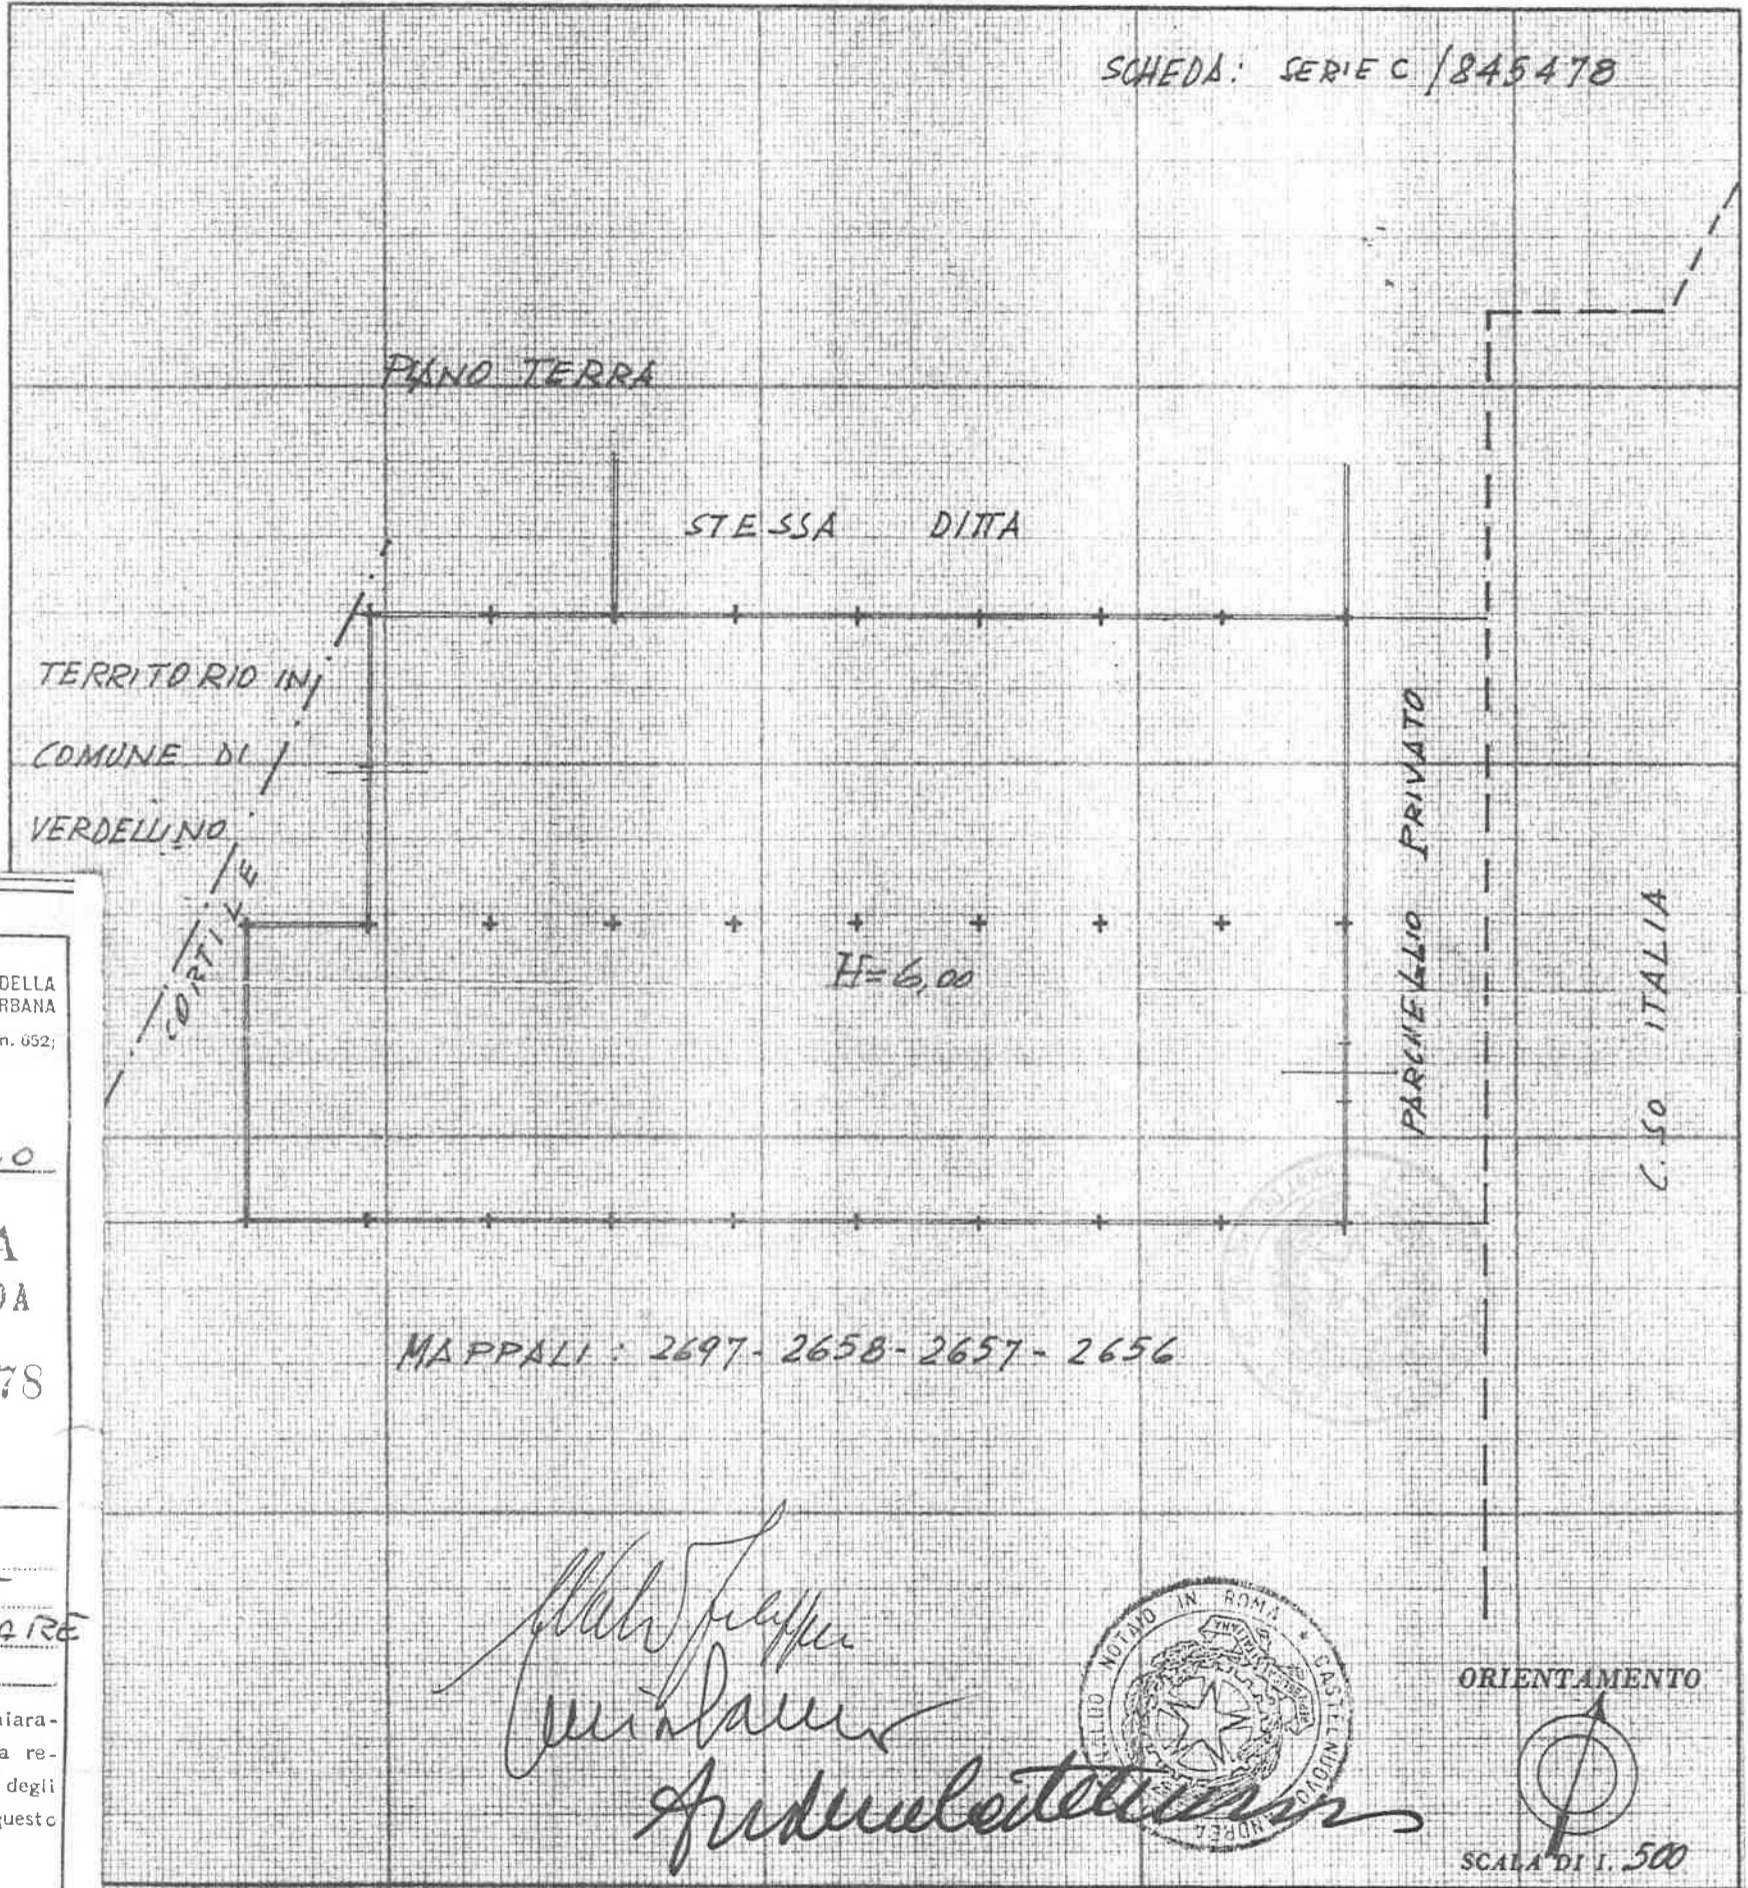 SCHEDA: SERIE C / 845478
PIANO TERRA
STESSA DITTA
TERRITORIO IN
COMUNE DI
VERDELLINO
CORTILE
H=6,00
PARCHEGGIO PRIVATO
C.SO ITALIA
MAPPALI: 2697-2658-2657-2656
DELLA
RBANA
n. 652;
A
DA
78
ARE
iara-
a re-
degli
questo
NOTAIO IN ROMA * CASTELNUOVO
ANDREA
ORIENTAMENTO
SCALA DI 1. 500